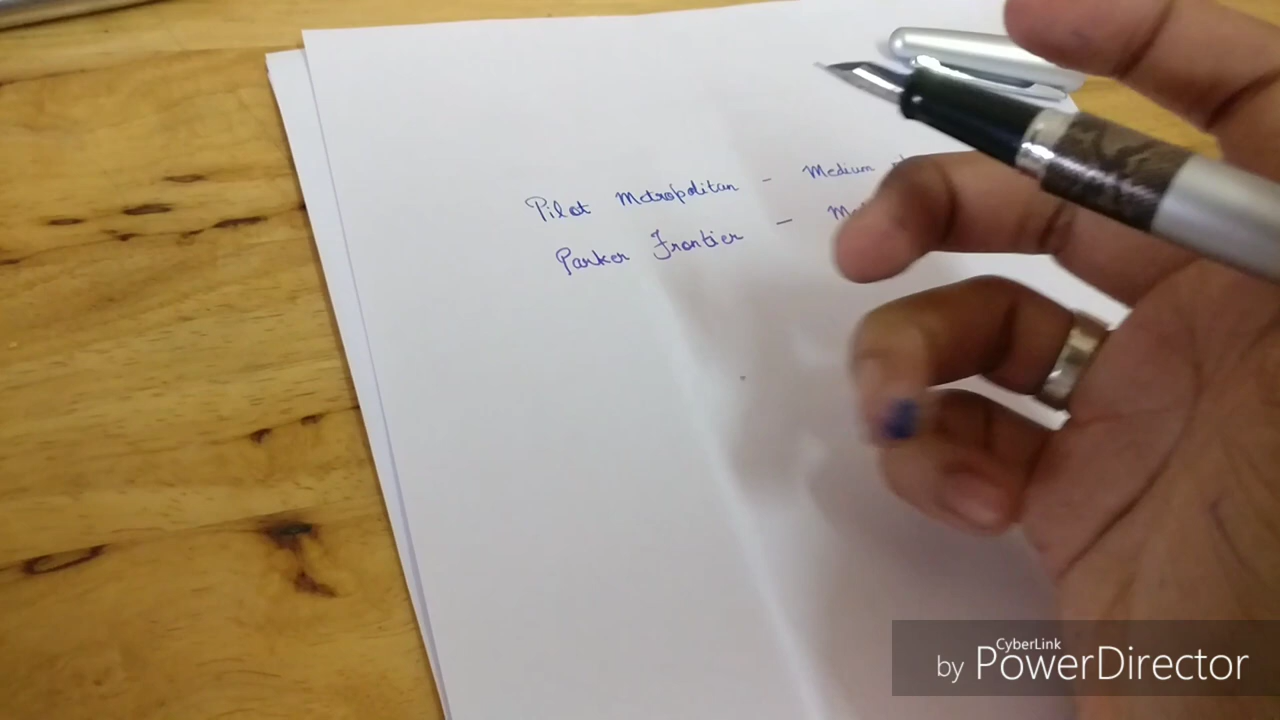 Pilot Metropolitan - Medium
Parker Frontier -
CyberLink
by PowerDirector